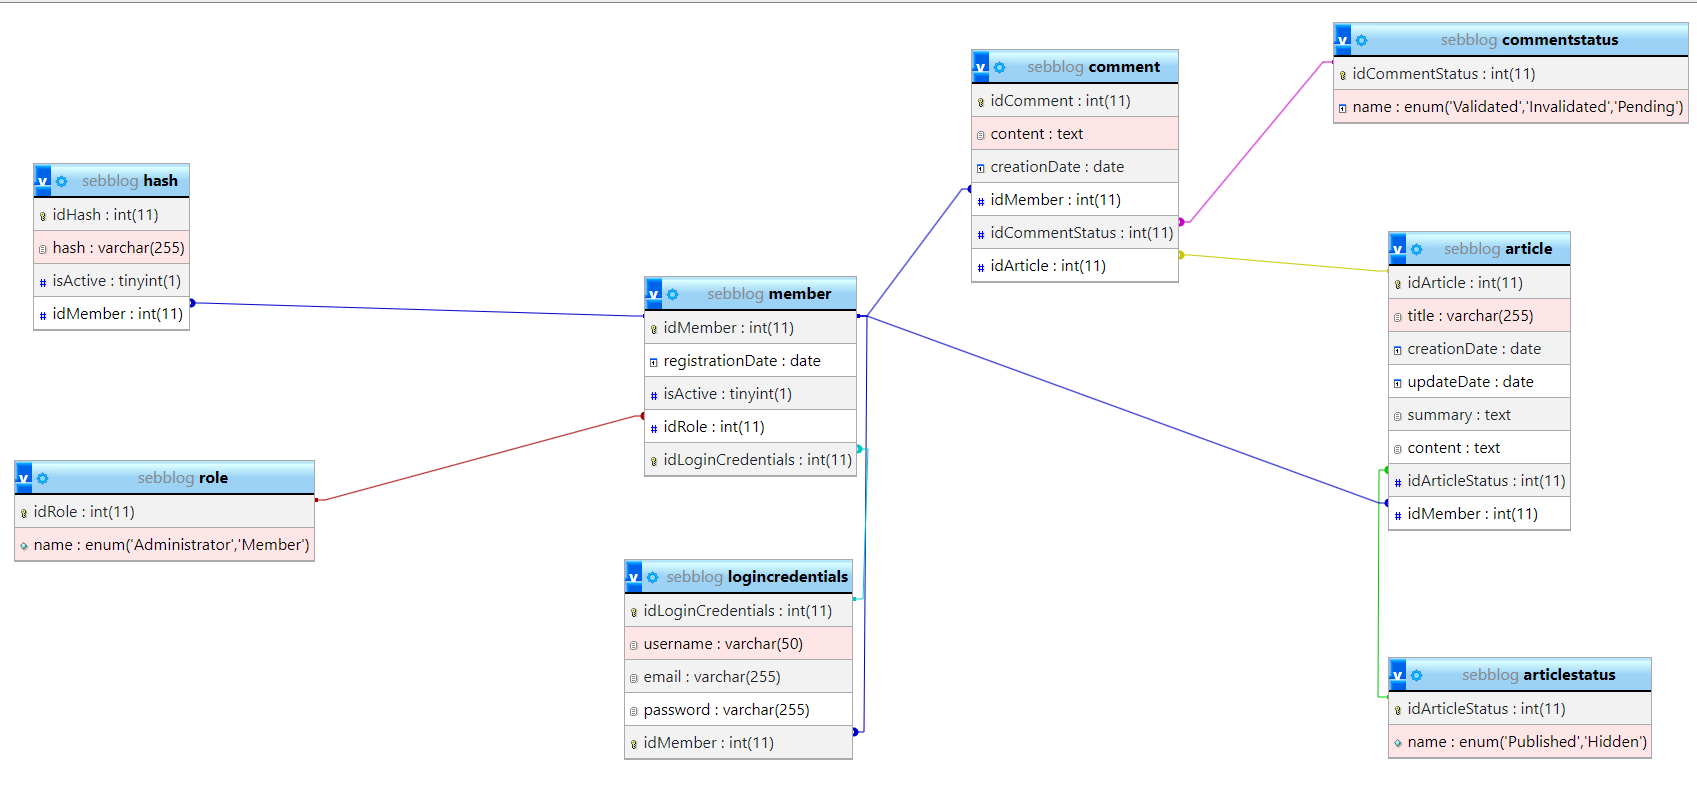 sebblog commentstatus
idCommentStatus : int(11)
name : enum('Validated','Invalidated','Pending')
sebblog comment
idComment : int(11)
content : text
creationDate : date
idMember : int(11)
idCommentStatus : int(11)
idArticle : int(11)
sebblog hash
idHash : int(11)
hash : varchar(255)
isActive : tinyint(1)
idMember : int(11)
sebblog member
idMember : int(11)
registrationDate : date
isActive : tinyint(1)
idRole : int(11)
idLoginCredentials : int(11)
sebblog article
idArticle : int(11)
title : varchar(255)
creationDate : date
updateDate : date
summary : text
content : text
idArticleStatus : int(11)
idMember : int(11)
sebblog role
idRole : int(11)
name : enum('Administrator','Member')
sebblog logincredentials
idLoginCredentials : int(11)
username : varchar(50)
email : varchar(255)
password : varchar(255)
idMember : int(11)
sebblog articlestatus
idArticleStatus : int(11)
name : enum('Published','Hidden')